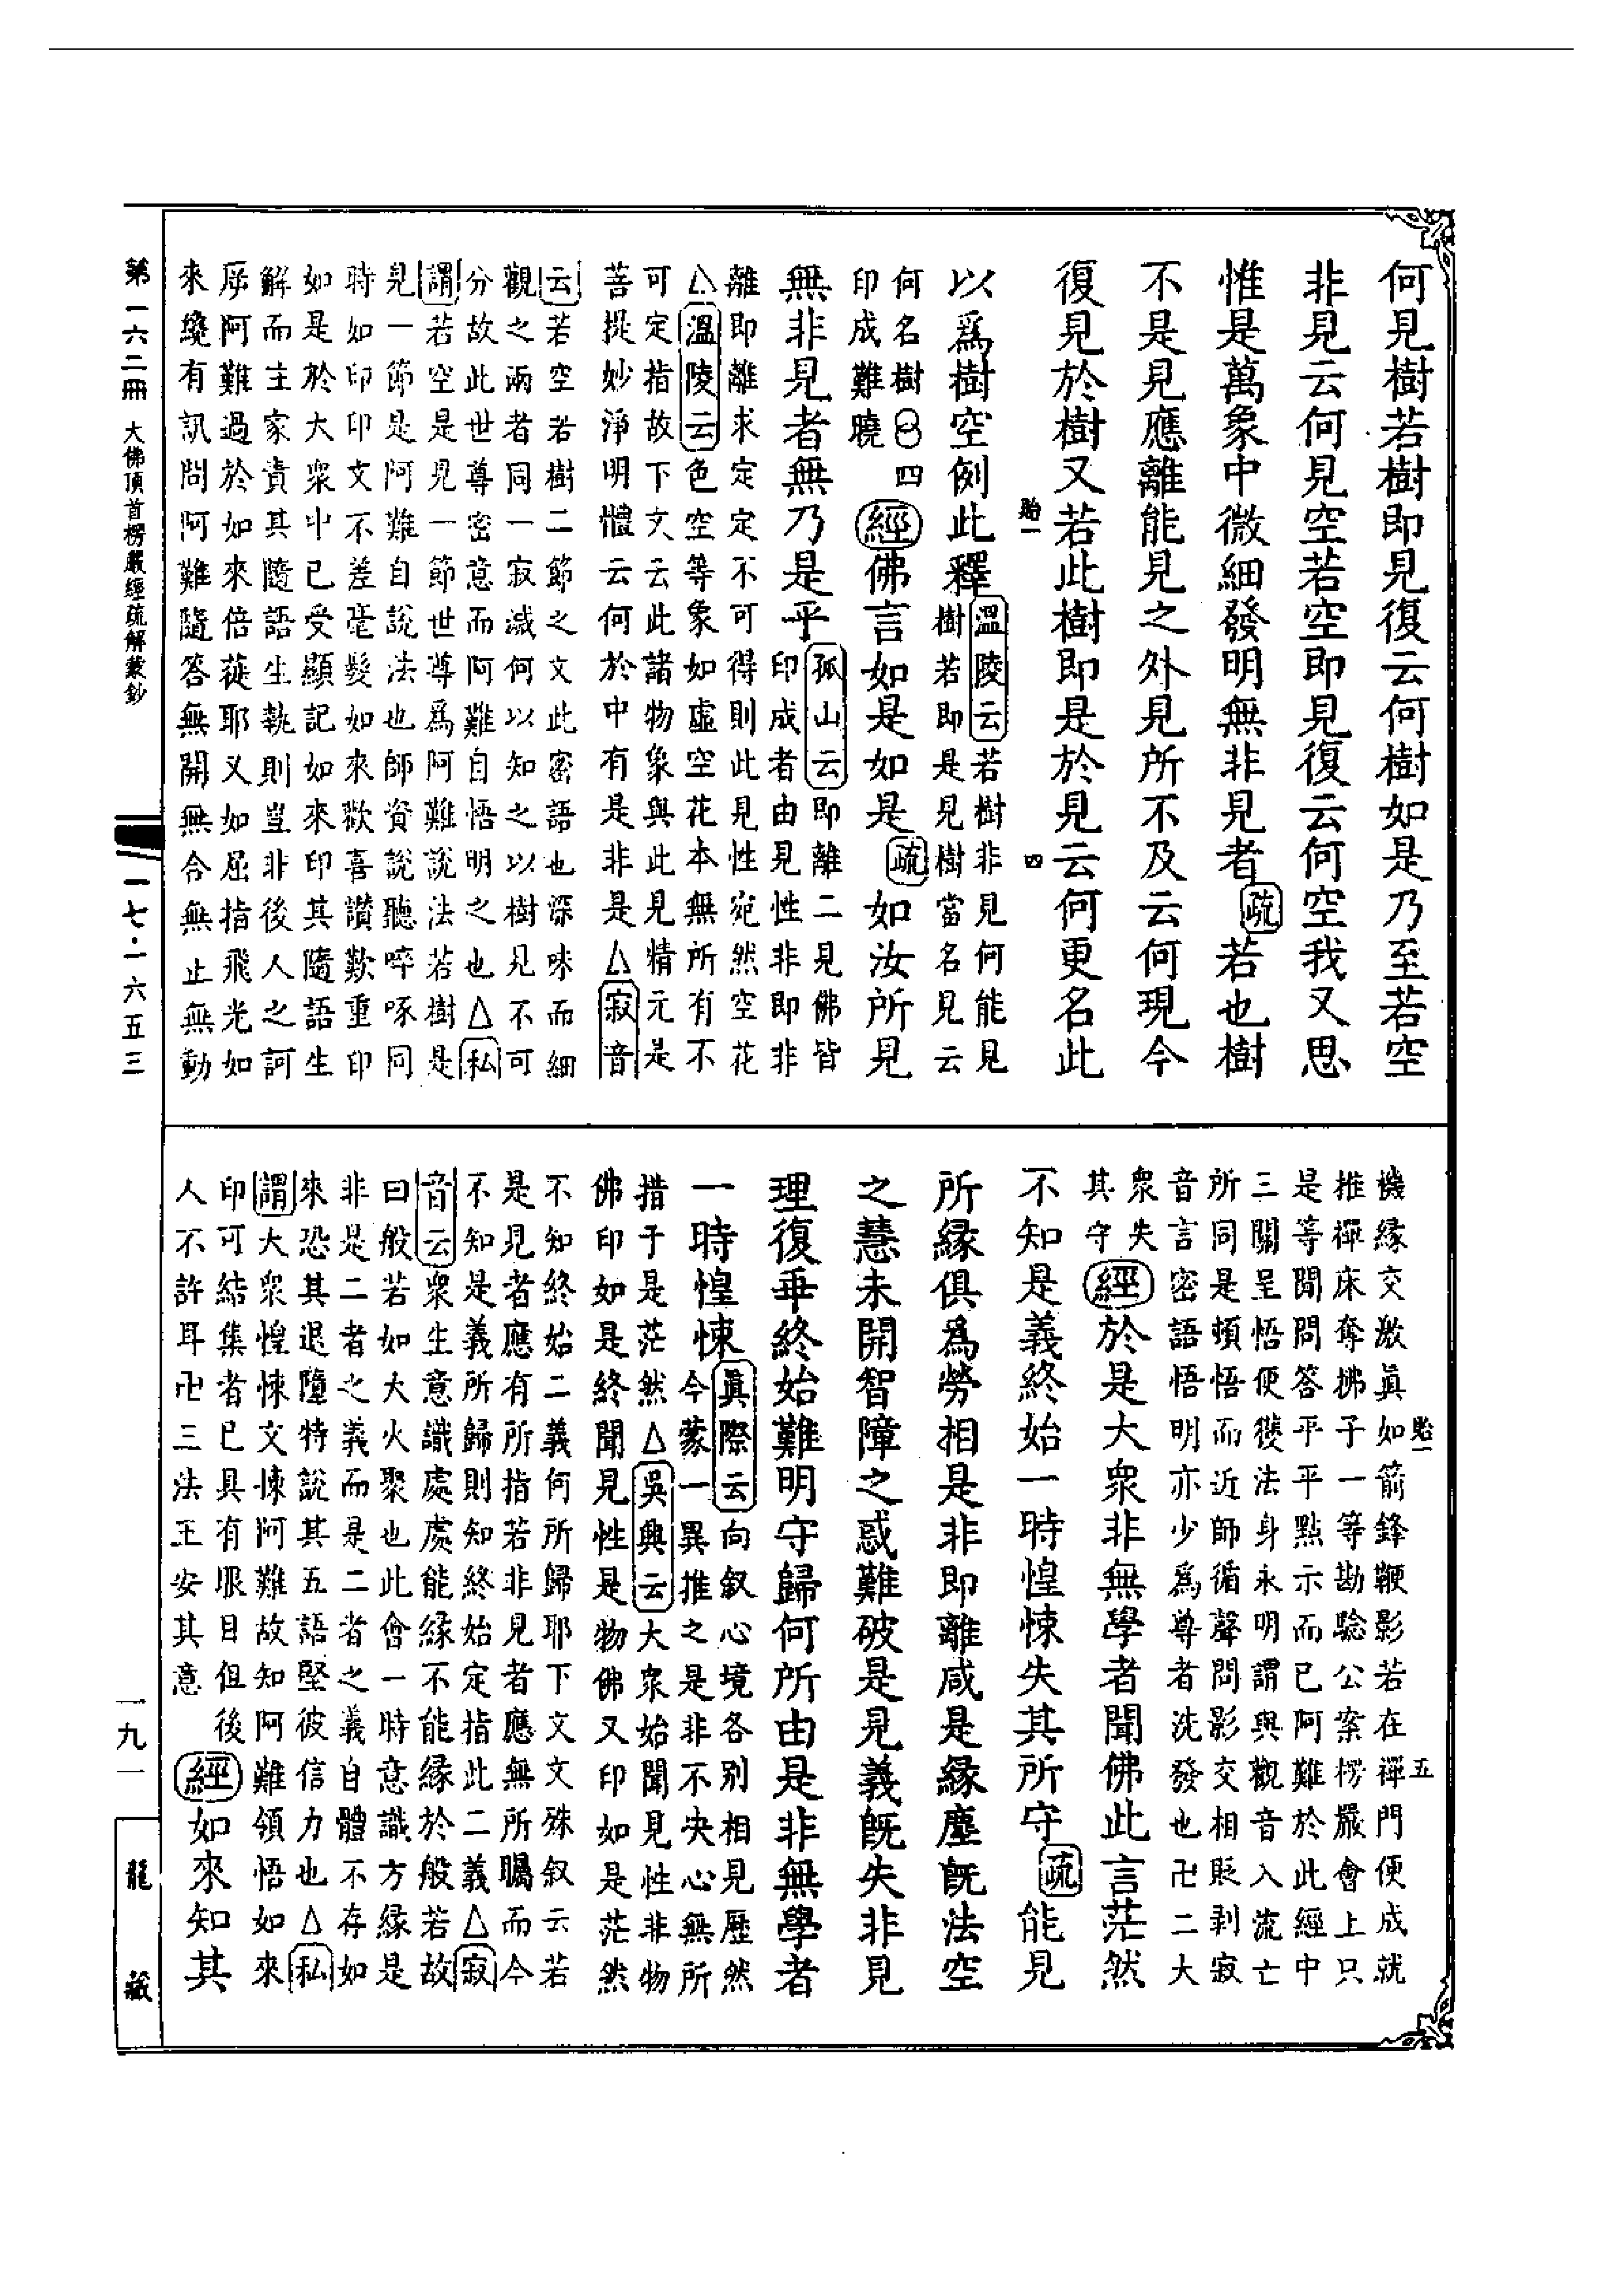 何見樹若樹即見復云何樹如是乃至若空
非見云何見空若空即見復云何空我又思
惟是萬象中微細發明無非見者疏若也樹
不是見應離能見之外見所不及云何現今
復見於樹又若此樹即是於見云何更名此
貽一 四
以爲樹空例此釋
溫陵云若樹非見何能見
樹若即是見樹當名見云
何名樹〇〇四
印成難曉
經佛言如是如是疏如汝所見
無非見者無乃是乎
孤山云即離二見佛皆
印成者由見性非即非
離即離求定定不可得則此見性宛然空花
△溫陵云色空等象如虛空花本無所有不
可定指故下文云此諸物象與此見精元是
菩提妙淨明體云何於中有是非是△寂音
云若空若樹二節之文此密語也深味而細
觀之兩者同一寂滅何以知之以樹見不可
分故此世尊密意而阿難自悟明之也△私
謂若空是見一節世尊爲阿難說法若樹是
見一節是阿難自說法也師資說聽啐啄同
時如印印文不差毫髮如來歡喜讚歎重印
如是於大衆中已受顯記如來印其隨語生
解而主家責其隨語生執則豈非後人之訶
㡿阿難過於如來倍蓰耶又如屈指飛光如
來纔有訊問阿難隨答無開無合無止無動
第一六二冊 大佛頂首楞嚴經疏解蒙鈔
一七·一六五三
機緣交激眞如箭鋒鞭影若在禪門便成就
推禪床奪拂子一等勘驗公案楞嚴會上只
是等閒問答平平點示而已阿難於此經中
三關呈悟便獲法身永明謂與觀音入流亡
所同是頓悟而近師循聲問影交相貶剥寂
音言密語悟明亦少爲尊者洗發也卍二大
衆失
其守
經於是大衆非無學者聞佛此言茫然
不知是義終始一時惶悚失其所守疏能見
所緣俱爲勞相是非即離咸是緣塵旣法空
之慧未開智障之惑難破是見義旣失非見
理復乖終始難明守歸何所由是非無學者
一時惶悚
眞際云向叙心境各別相見歷然
今蒙一異推之是非不决心無所
措于是茫然△吳興云大衆始聞見性非物
佛印如是終聞見性是物佛又印如是茫然
不知終始二義何所歸耶下文文殊叙云若
是見者應有所指若非見者應無所矚而今
不知是義所歸則知終始定指此二義△寂
音云衆生意識處處能緣不能緣於般若故
曰般若如大火聚也此會一時意識方緣是
非是二者之義而是二者之義自體不存如
來恐其退墮特說其五語堅彼信力也△私
謂大衆惶悚文悚阿難故知阿難領悟如來
印可結集者已具有眼目但後
人不許耳卍三法王安其意
經如來知其
貽一 五
一九一
龍藏